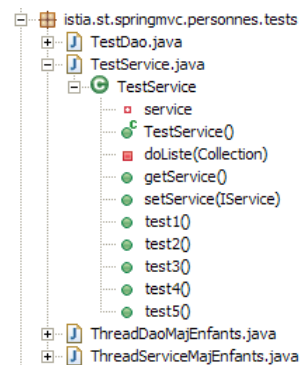 istia.st.springmvc.personnes.tests
TestDao.java
TestService.java
TestService
service
TestService()
doListe(Collection)
getService()
setService(IService)
test1()
test2()
test3()
test4()
test5()
ThreadDaoMajEnfants.java
ThreadServiceMajEnfants.java